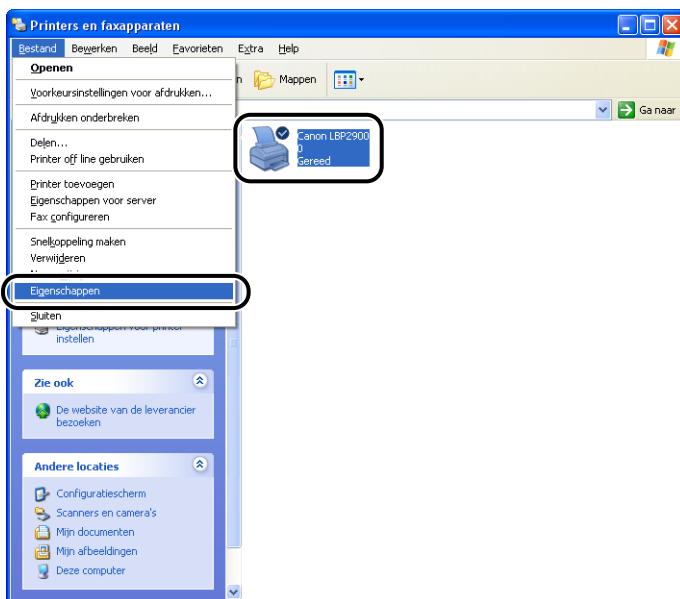 Printers en faxapparaten
Bestand Bewerken Beeld Favorieten Extra Help
Openen
Voorkeursinstellingen voor afdrukken...
Afdrukken onderbreken
Delen...
Printer off line gebruiken
Printer toevoegen
Eigenschappen voor server
Fax configureren
Snelkoppeling maken
Verwijderen
Eigenschappen
Sluiten
n Mappen
Ga naar
Canon LBP2900
0
Gereed
Eigenschappen voor printer
instellen
Zie ook
De website van de leverancier
bezoeken
Andere locaties
Configuratiescherm
Scanners en camera's
Mijn documenten
Mijn afbeeldingen
Deze computer